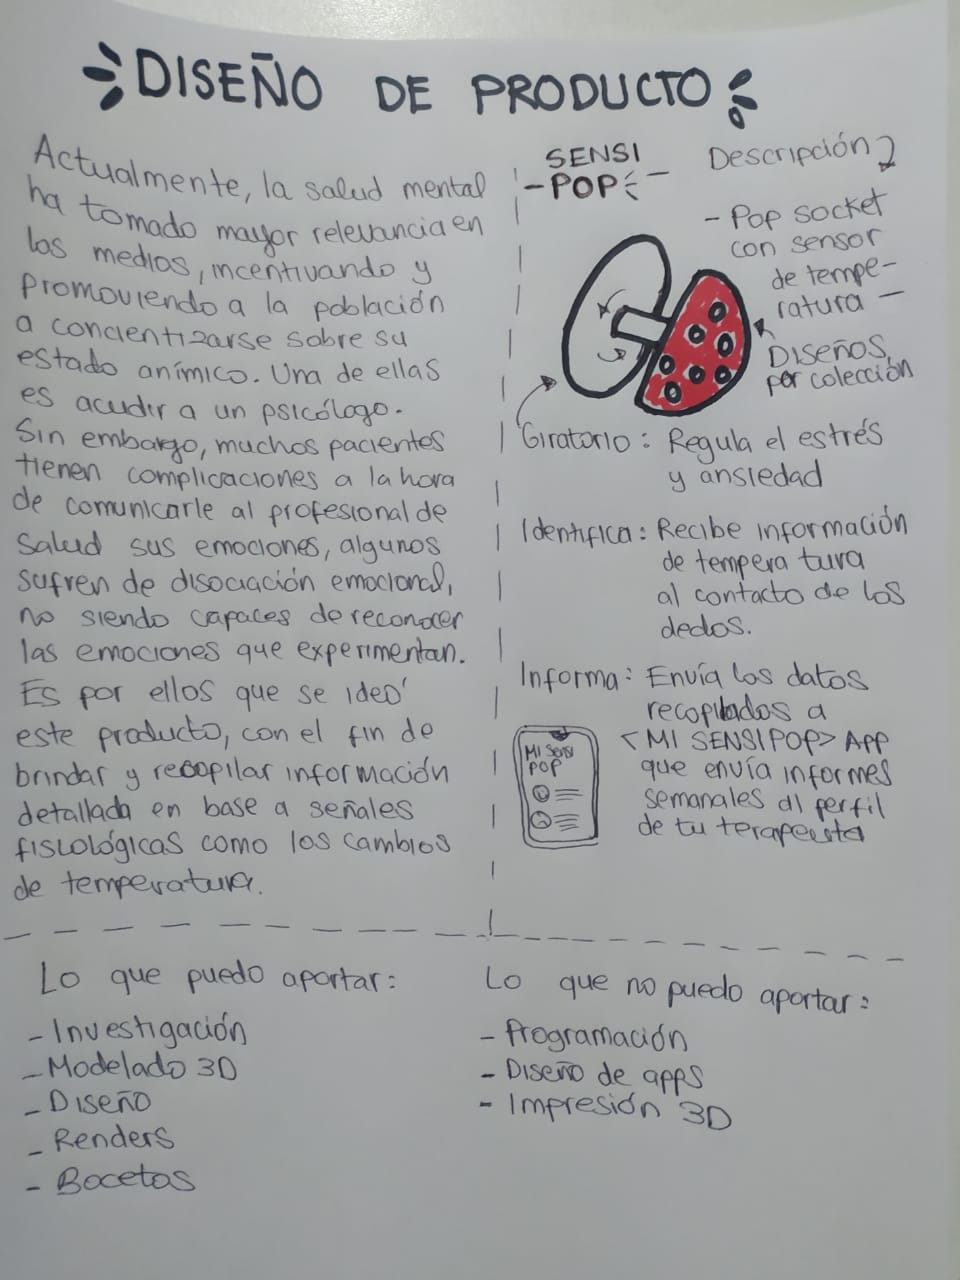 DISEÑO DE PRODUCTO
Actualmente, la salud mental
ha tomado mayor relevancia en
los medios, incentivando y
promoviendo a la población
a concientizarse sobre su
estado anímico. Una de ellas
es acudir a un psicólogo.
Sin embargo, muchos pacientes
tienen complicaciones a la hora
de comunicarle al profesional de
salud sus emociones, algunos
sufren de disociación emocional,
no siendo capaces de reconocer
las emociones que experimentan.
Es por ellos que se ideó
este producto, con el fin de
brindar y recopilar información
detallada en base a señales
fisiológicas como los cambios
de temperatura.
SENSI
-POP-
Descripción
- Pop socket
con sensor
de tempe-
ratura -
Diseños
por colección
Giratorio: Regula el estrés
y ansiedad
Identifica: Recibe información
de tempera tura
al contacto de los
dedos.
Informa: Envía los datos
recopilados a
<MI SENSIPOP> App
que envía informes
semanales al perfil
de tu terapeuta
MI SENSI
POP
Lo que puedo aportar:
- Investigación
- Modelado 3D
- Diseño
- Renders
- Bocetos
Lo que no puedo aportar:
- Programación
- Diseño de apps
- Impresión 3D